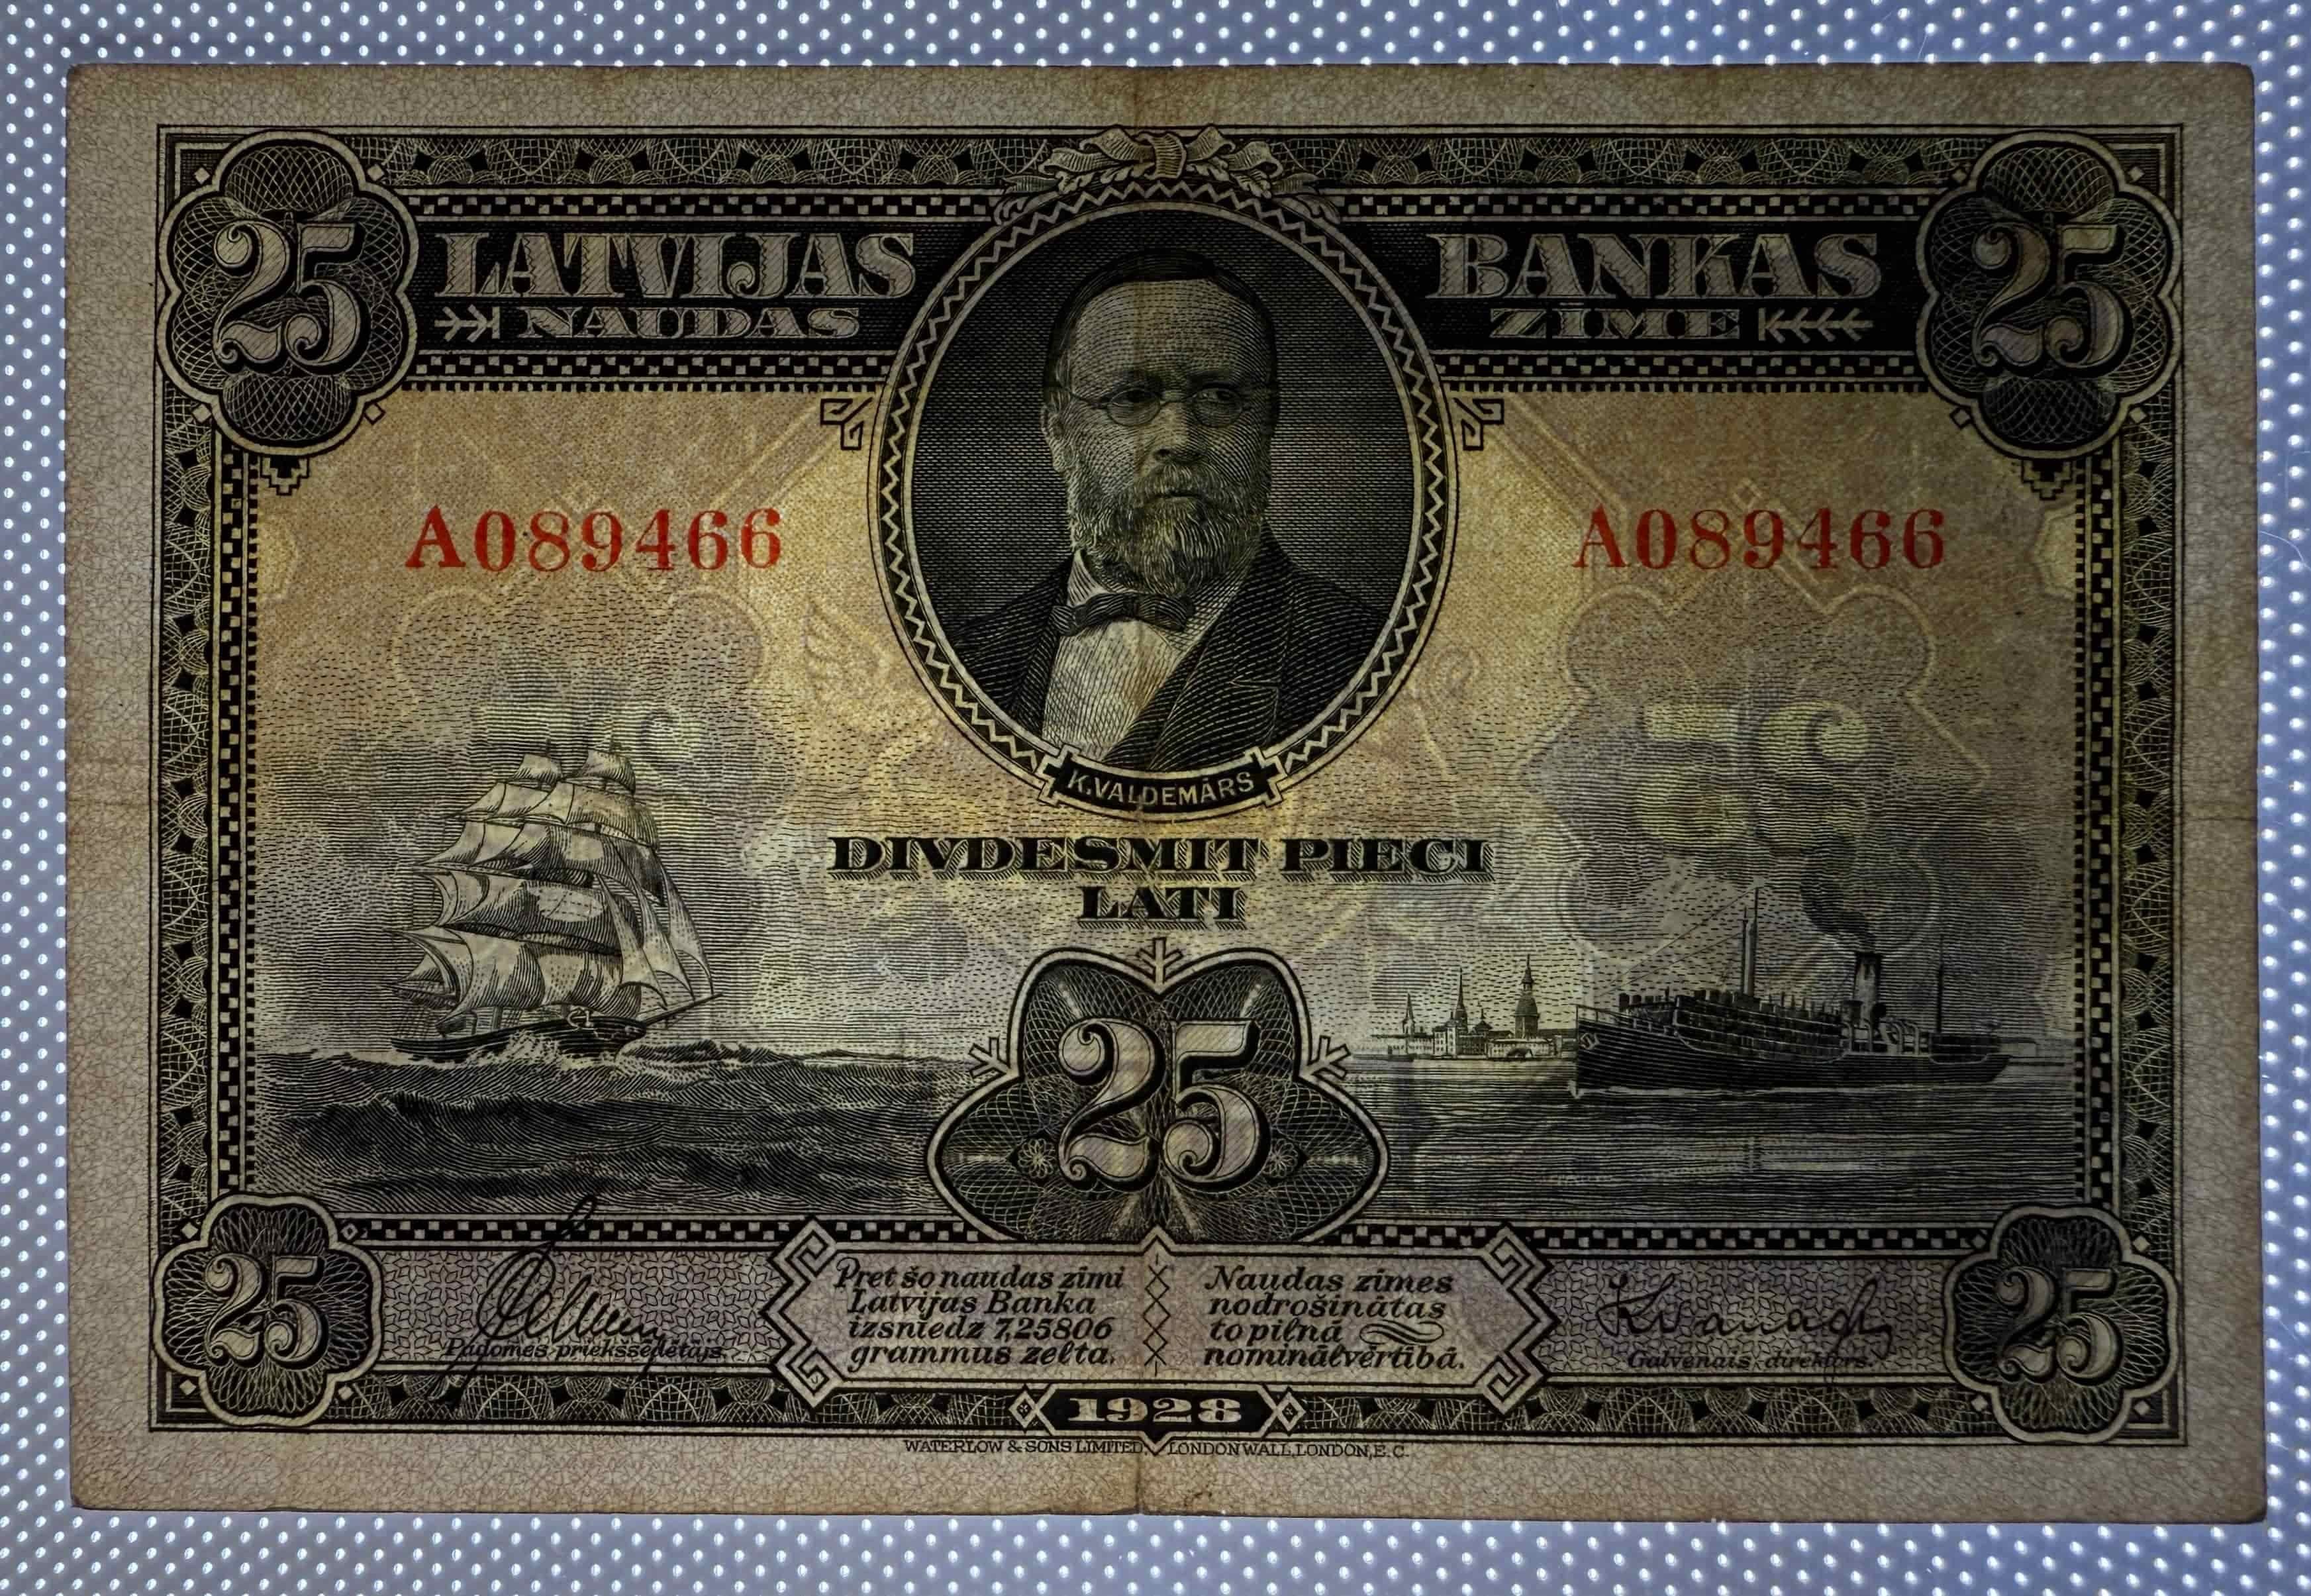 25 LATVIJAS BANKAS 25
NAUDAS ZĪME
A089466 A089466
K.VALDEMĀRS
DIVDESMIT PIECI
LATI
25
25 25
Pret šo naudas zīmi
Latvijas Banka
izsniedz 7,25806
grammus zelta.
Naudas zīmes
nodrošinātas
to pilnā
nominālvērtībā.
Padomes priekšsēdētājs.
Galvenais direktors.
1928
WATERLOW & SONS LIMITED, LONDON WALL, LONDON, E.C.